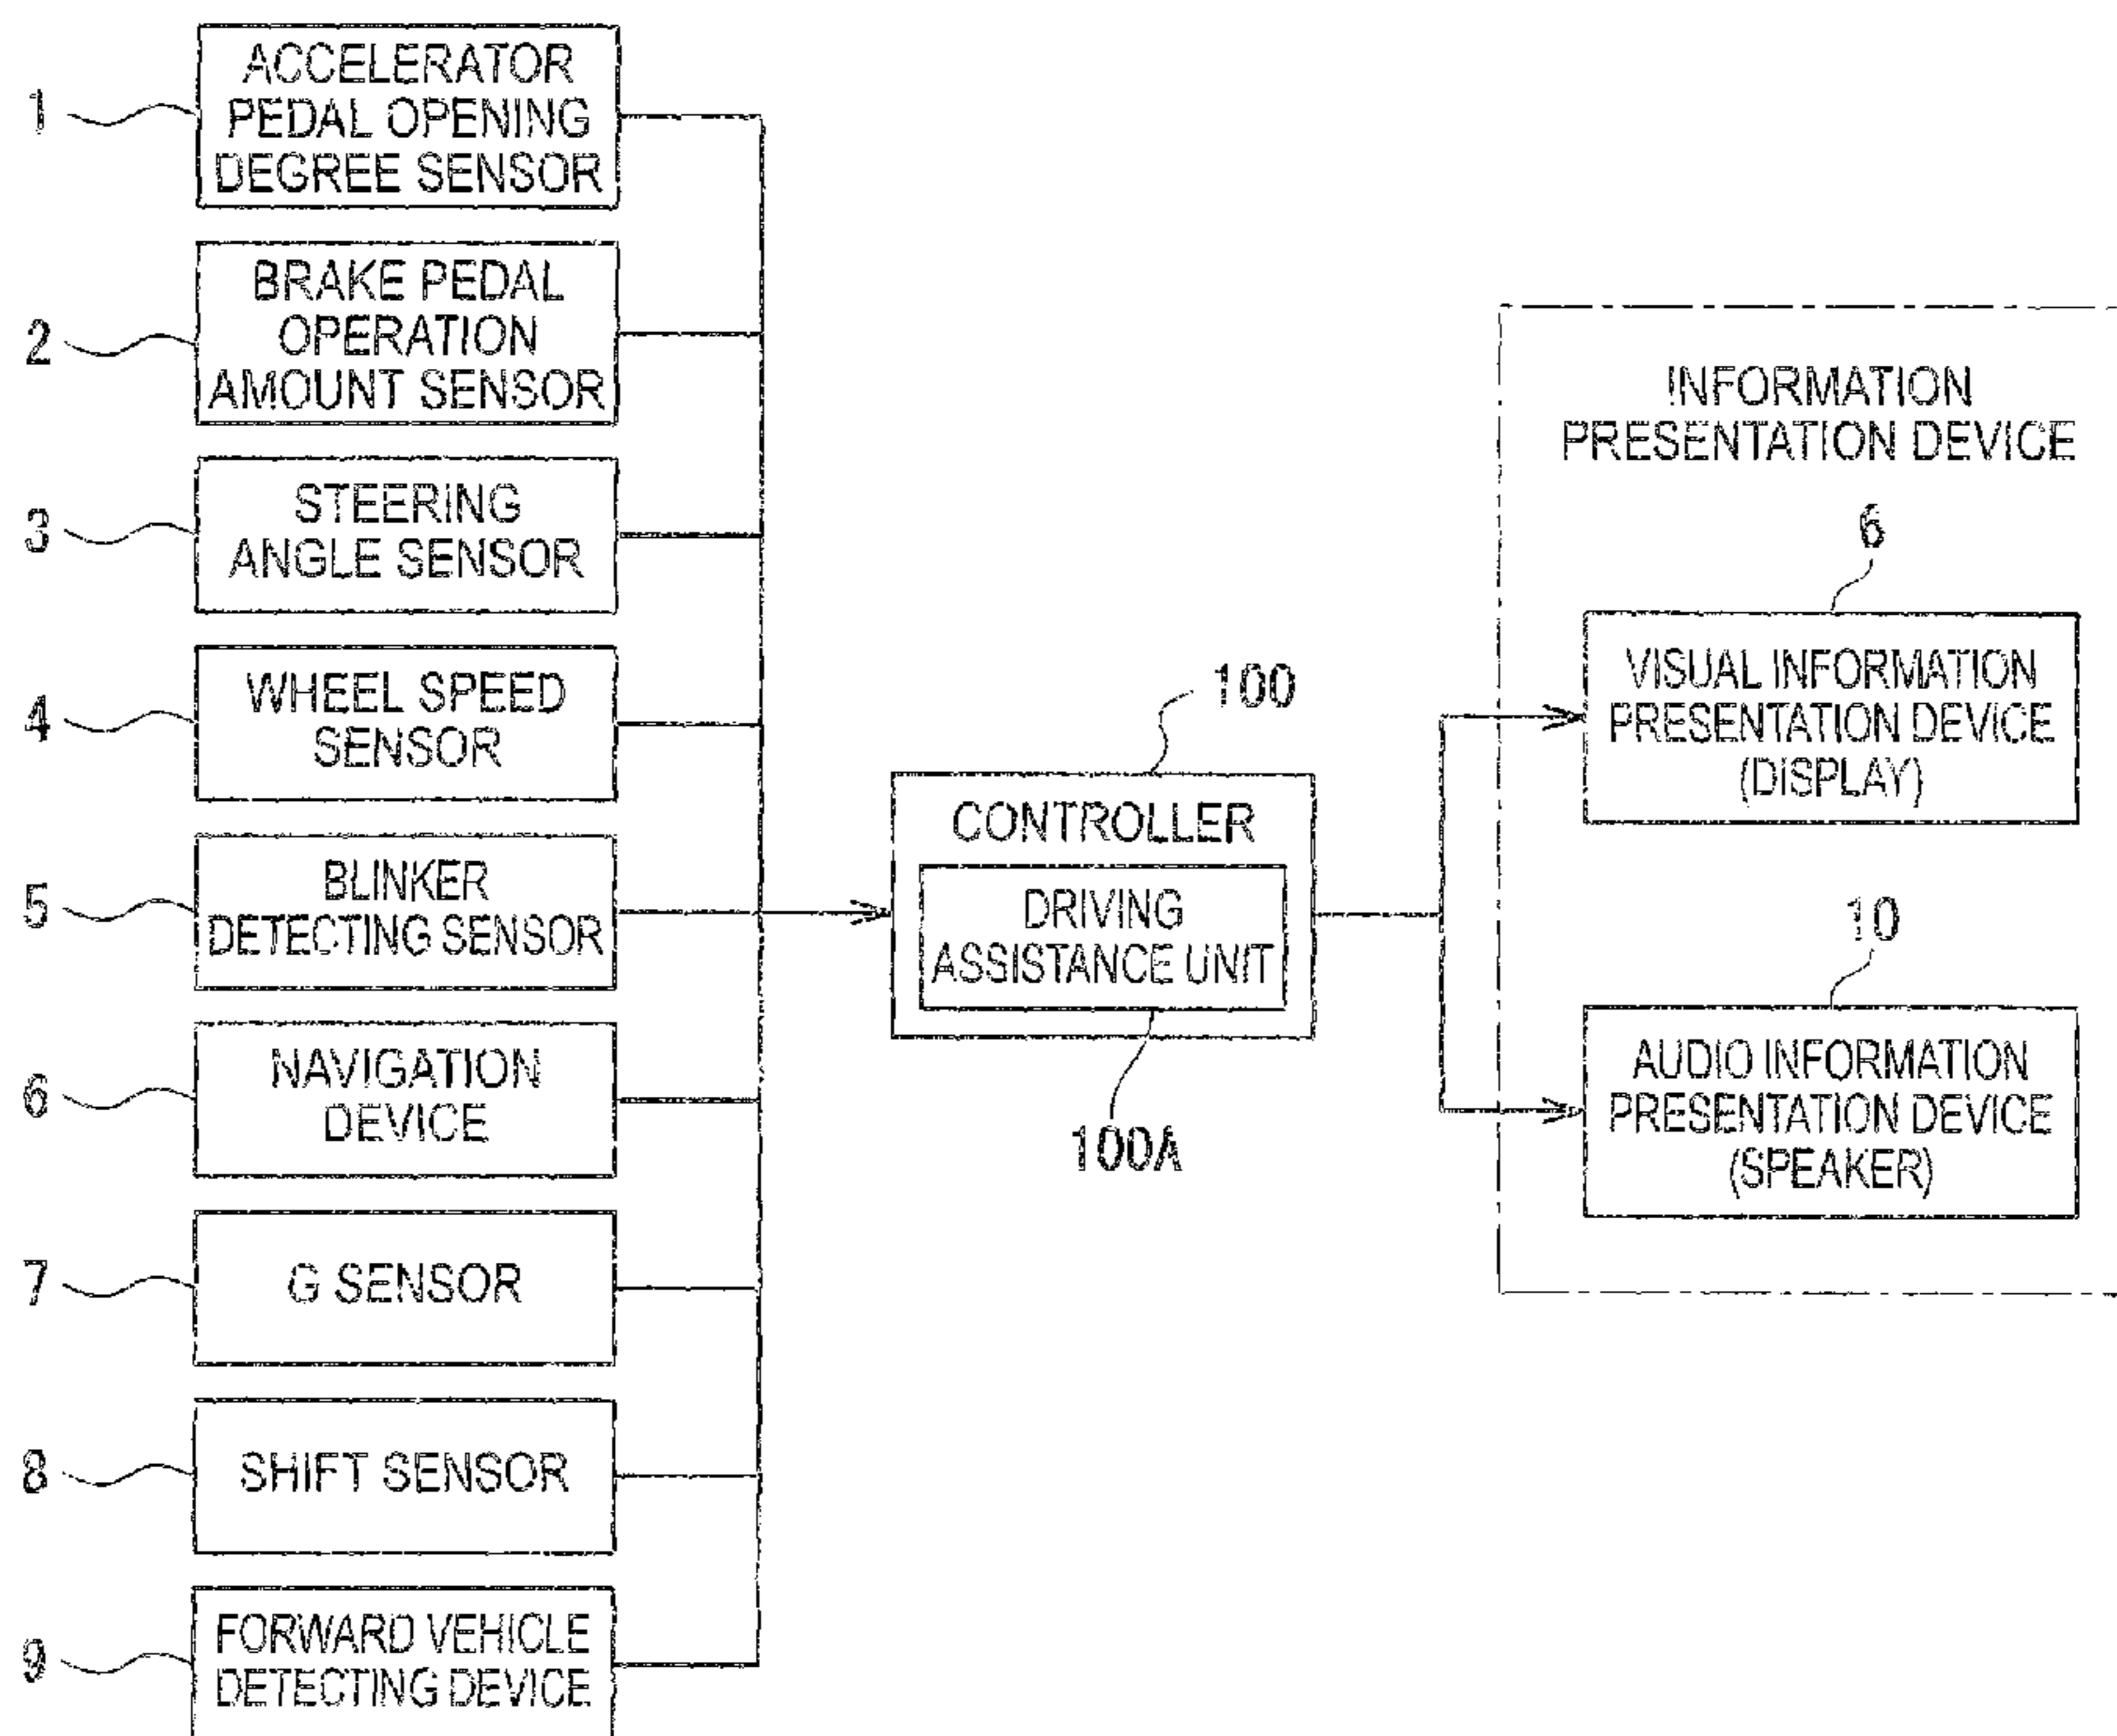 1
ACCELERATOR
PEDAL OPENING
DEGREE SENSOR
2
BRAKE PEDAL
OPERATION
AMOUNT SENSOR
3
STEERING
ANGLE SENSOR
4
WHEEL SPEED
SENSOR
5
BLINKER
DETECTING SENSOR
6
NAVIGATION
DEVICE
7
G SENSOR
8
SHIFT SENSOR
9
FORWARD VEHICLE
DETECTING DEVICE
100
CONTROLLER
DRIVING
ASSISTANCE UNIT
100A
INFORMATION
PRESENTATION DEVICE
6
VISUAL INFORMATION
PRESENTATION DEVICE
(DISPLAY)
10
AUDIO INFORMATION
PRESENTATION DEVICE
(SPEAKER)